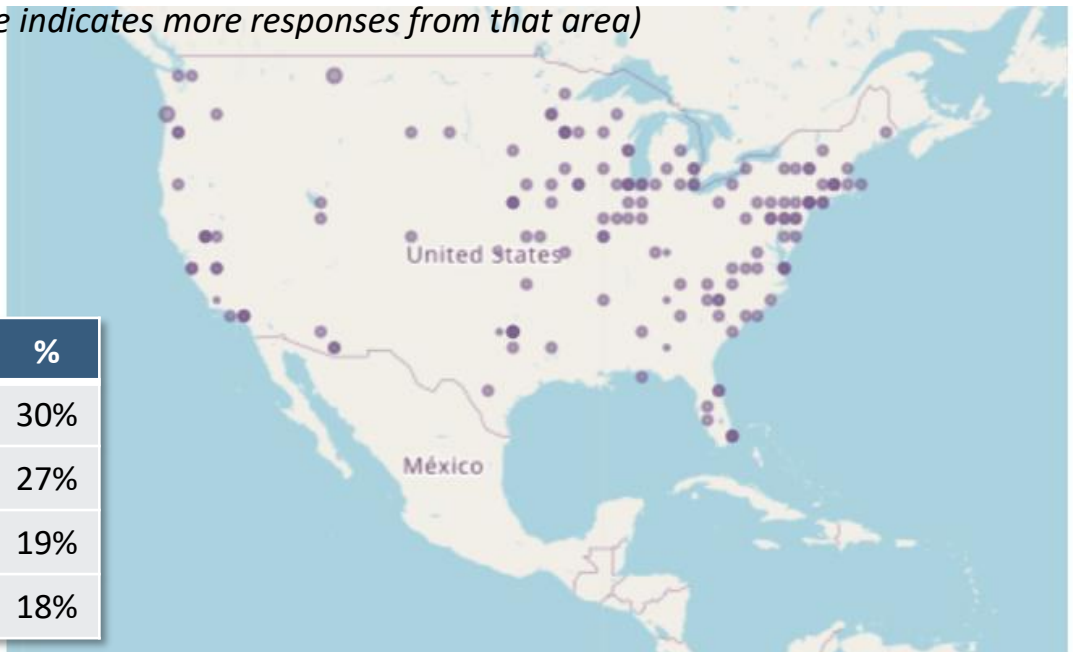 e indicates more responses from that area)
United States
%
30%
27%
19%
18%
México